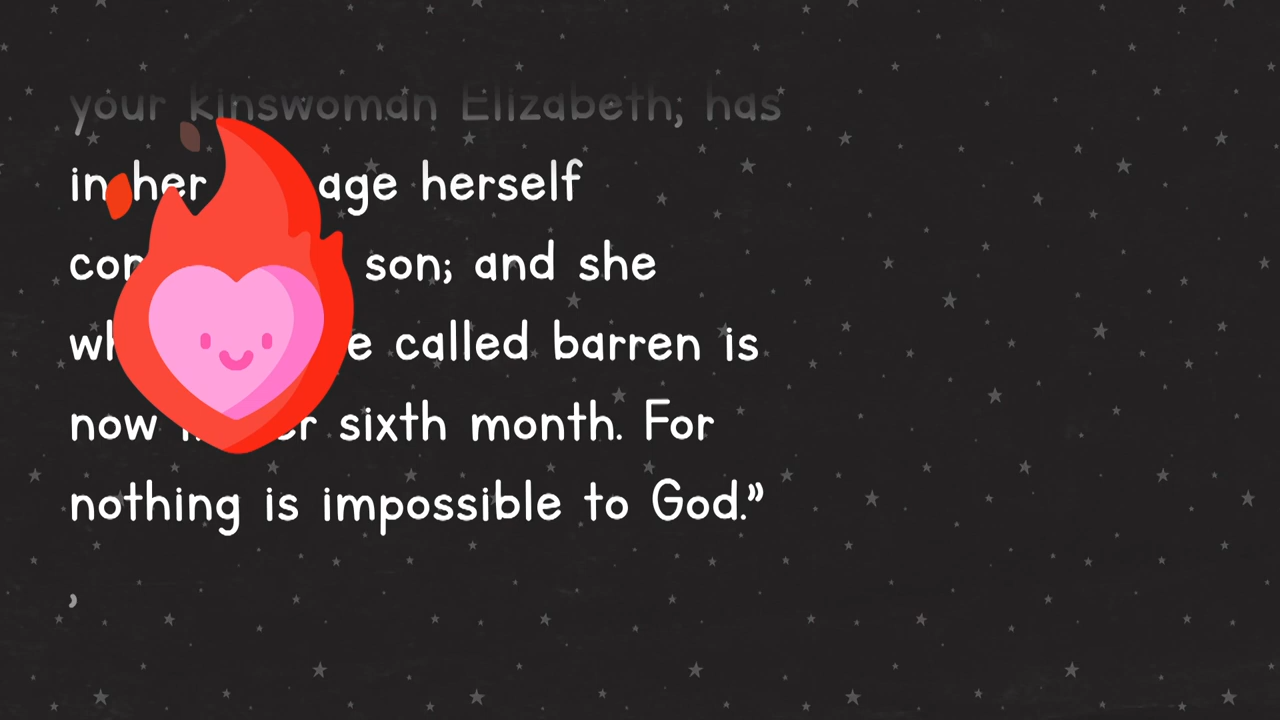 your kinswoman Elizabeth, has
in her age herself
son; and she
called barren is
now sixth month. For
nothing is impossible to God.”
,